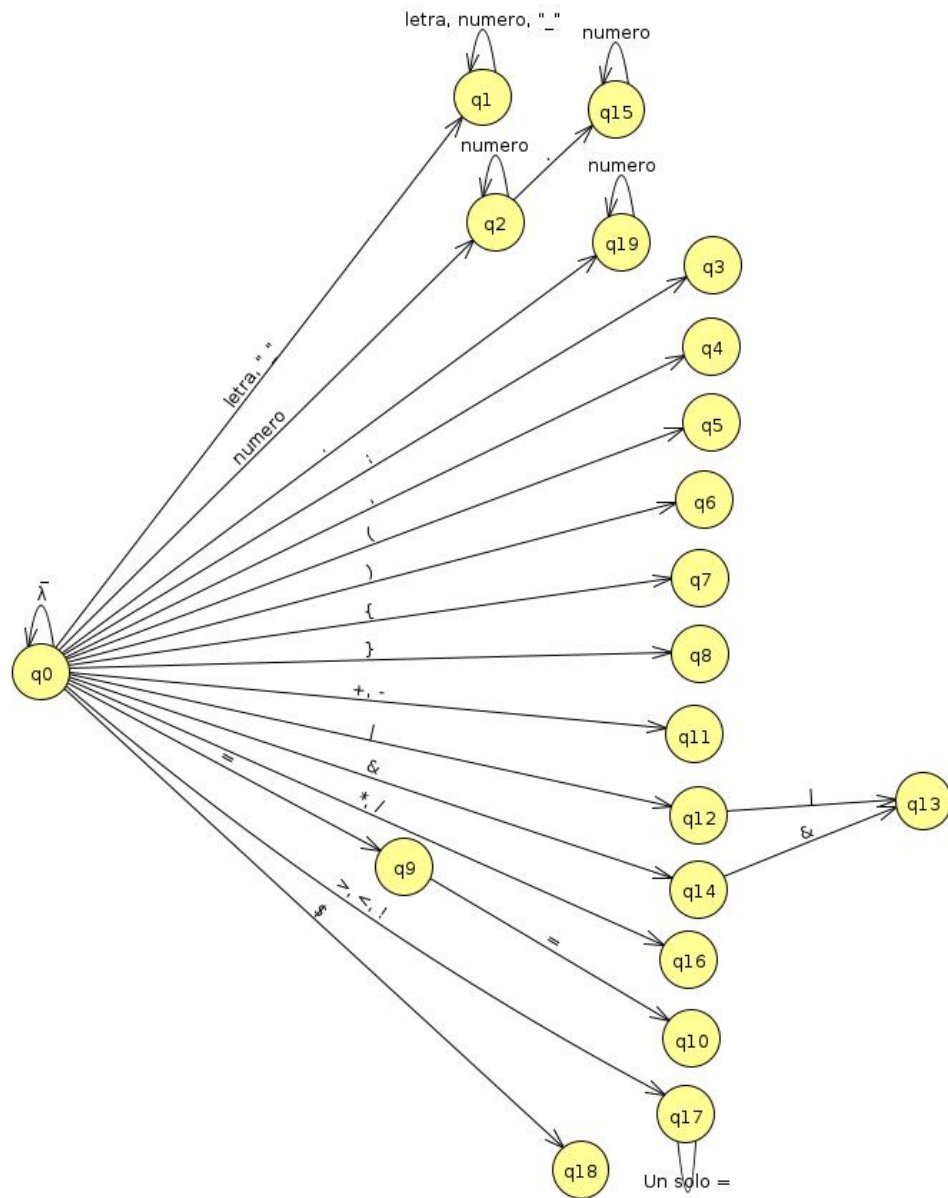 letra, numero, "_"
numero
q1
q15
numero
.
q2
numero
q19
q3
q4
letra, "_"
q5
numero
q6
(
)
q7
{
}
q8
λ
q0
+, -
q11
|
=
&
q12
|
q13
*, /
&
q9
q14
>, <, !
$
=
q16
q10
q17
q18
Un solo =